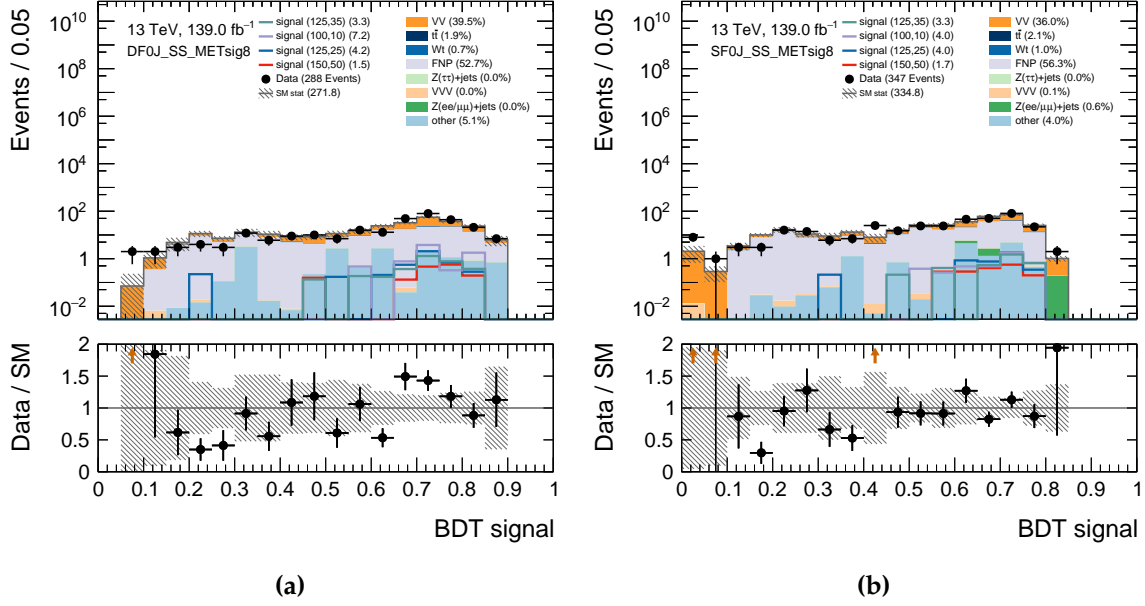 13 TeV, 139.0 fb⁻¹
DF0J_SS_METsig8
signal (125,35) (3.3)
signal (100,10) (7.2)
signal (125,25) (4.2)
signal (150,50) (1.5)
Data (288 Events)
SM stat (271.8)
VV (39.5%)
tt̄ (1.9%)
Wt (0.7%)
FNP (52.7%)
Z(ττ)+jets (0.0%)
VVV (0.0%)
Z(ee/μμ)+jets (0.0%)
other (5.1%)
Events / 0.05
10¹⁰
10⁸
10⁶
10⁴
10²
1
10⁻²
Data / SM
2
1.5
1
0.5
0
0 0.1 0.2 0.3 0.4 0.5 0.6 0.7 0.8 0.9 1
BDT signal
(a)
13 TeV, 139.0 fb⁻¹
SF0J_SS_METsig8
signal (125,35) (3.3)
signal (100,10) (4.0)
signal (125,25) (4.0)
signal (150,50) (1.7)
Data (347 Events)
SM stat (334.8)
VV (36.0%)
tt̄ (2.1%)
Wt (1.0%)
FNP (56.3%)
Z(ττ)+jets (0.0%)
VVV (0.1%)
Z(ee/μμ)+jets (0.6%)
other (4.0%)
Events / 0.05
10¹⁰
10⁸
10⁶
10⁴
10²
1
10⁻²
Data / SM
2
1.5
1
0.5
0
0 0.1 0.2 0.3 0.4 0.5 0.6 0.7 0.8 0.9 1
BDT signal
(b)